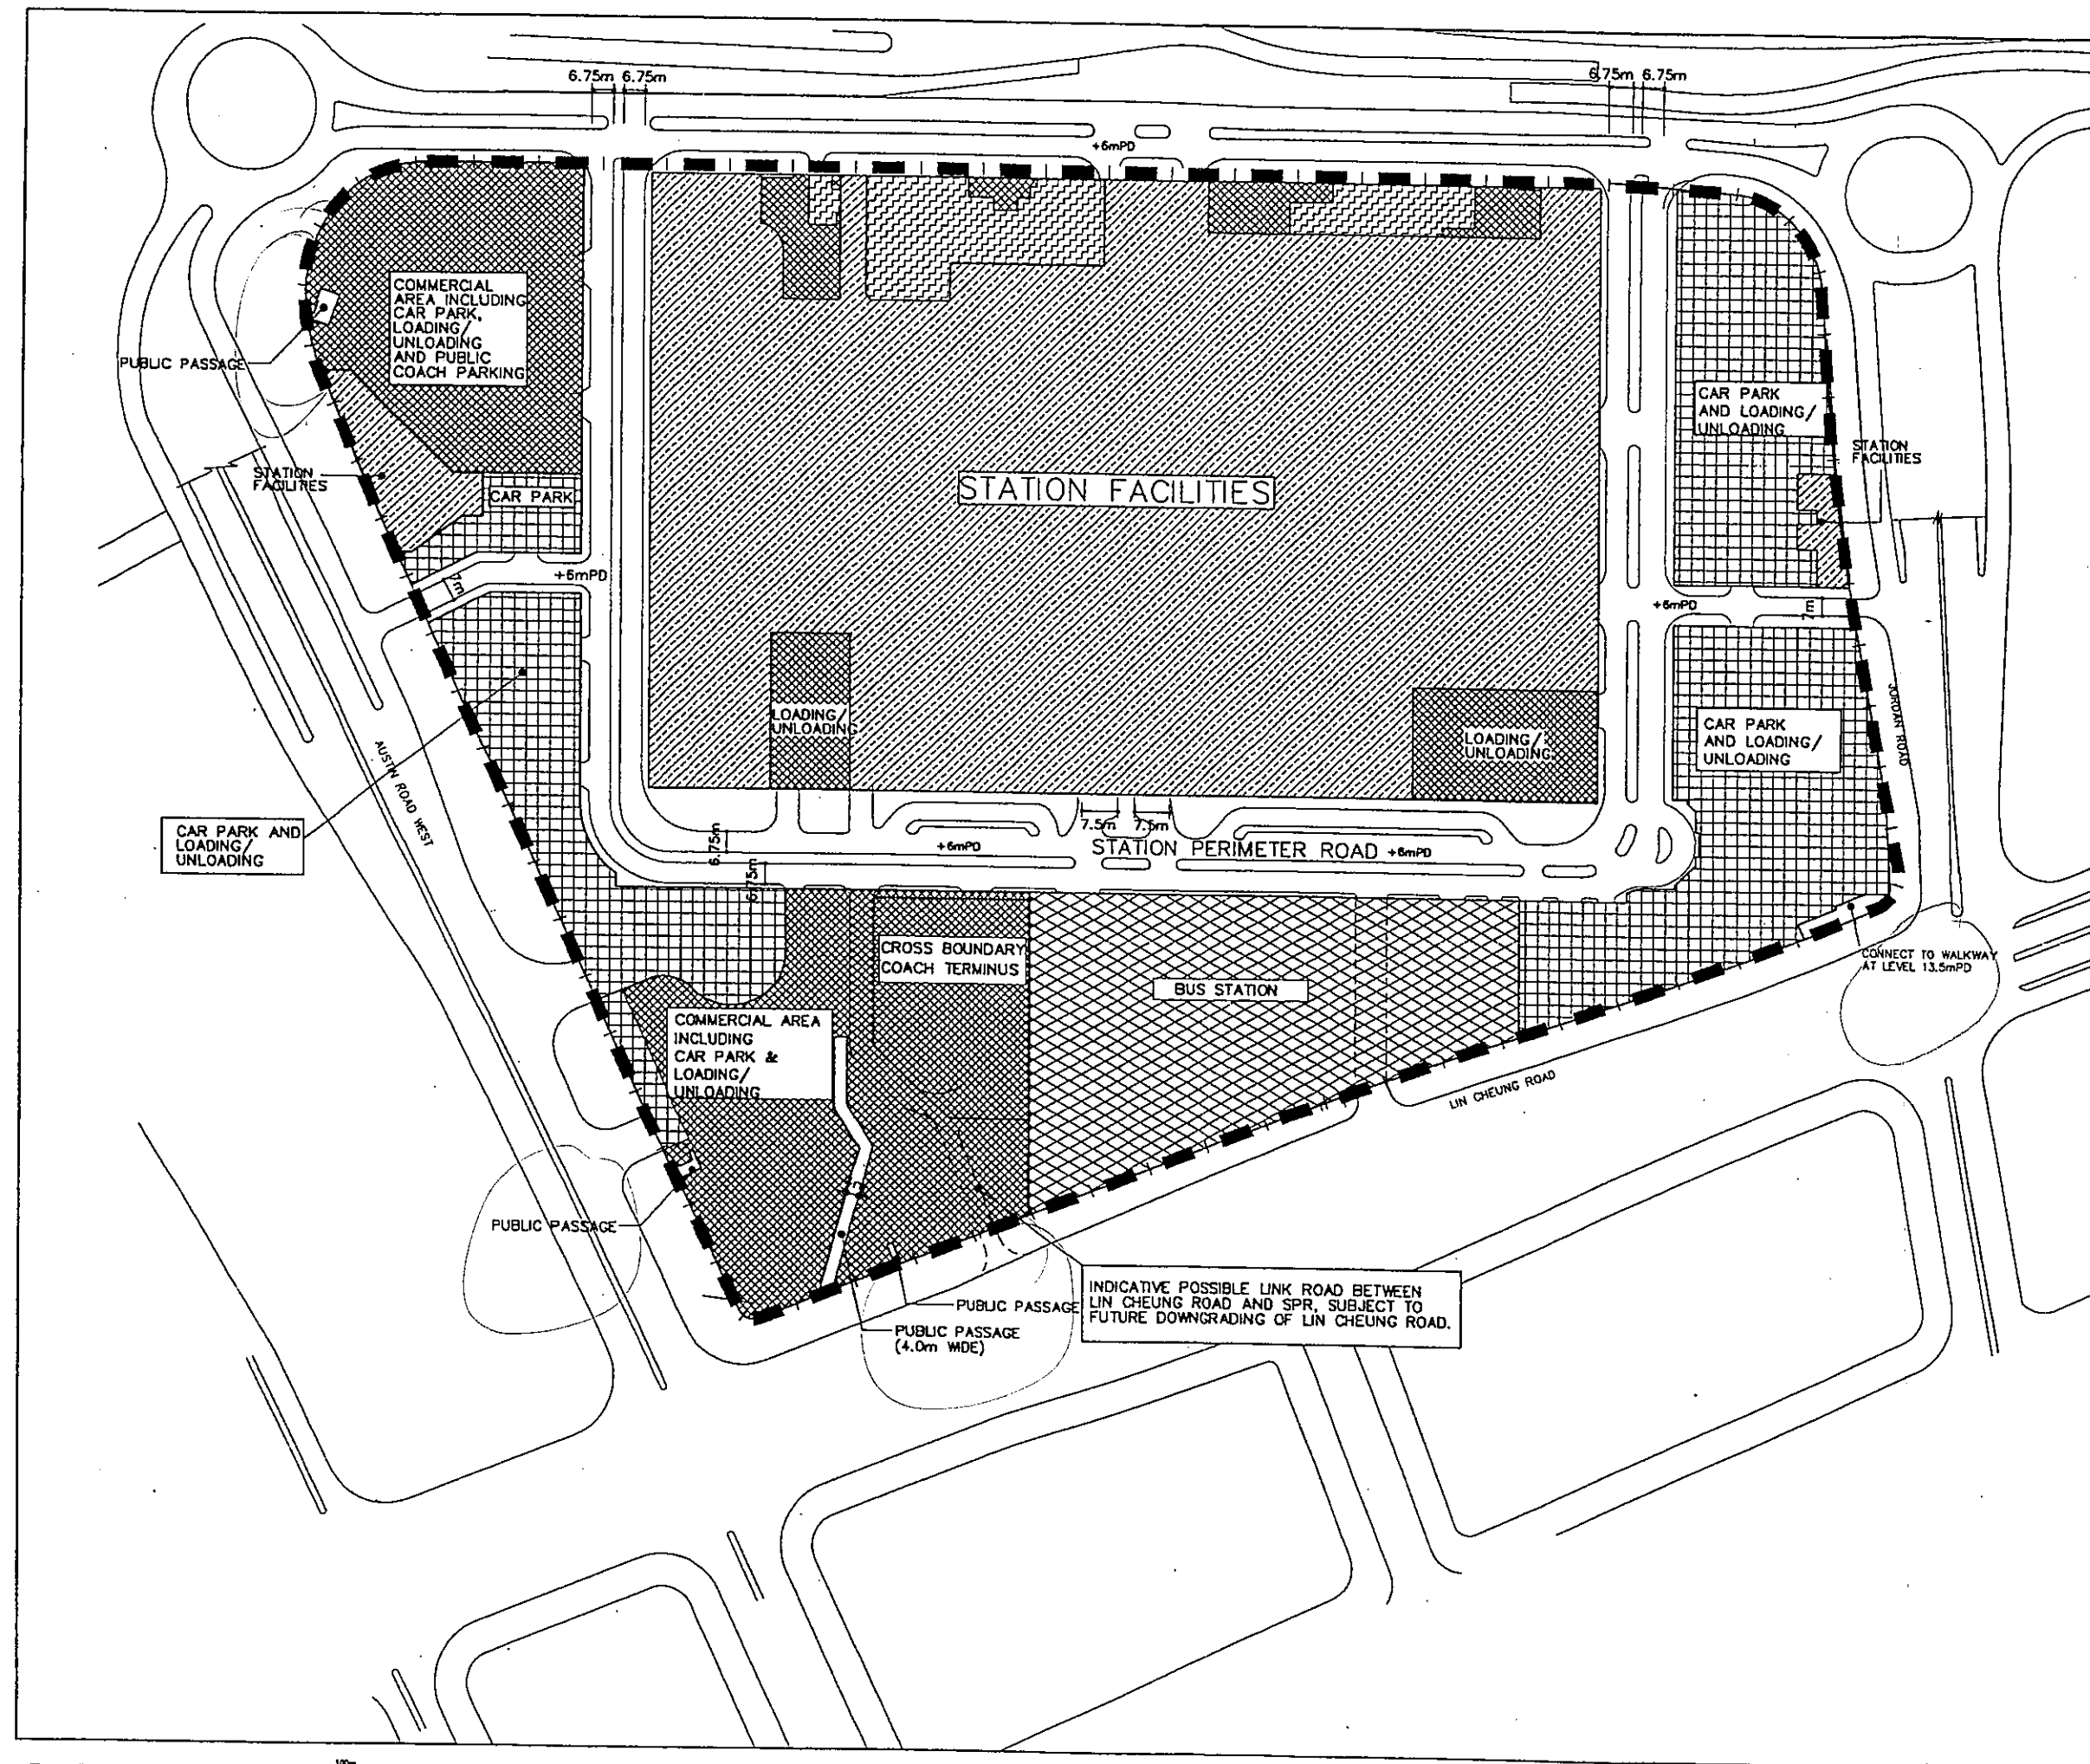 6.75m 6.75m
6.75m 6.75m
+6mPD
COMMERCIAL
AREA INCLUDING
CAR PARK,
LOADING/
UNLOADING
AND PUBLIC
COACH PARKING
PUBLIC PASSAGE
STATION
FACILITIES
CAR PARK
STATION FACILITIES
CAR PARK
AND LOADING/
UNLOADING
STATION
FACILITIES
+6mPD
7m
+6mPD
7m
LOADING/
UNLOADING
LOADING/
UNLOADING
CAR PARK
AND LOADING/
UNLOADING
JORDAN ROAD
AUSTIN ROAD WEST
CAR PARK AND
LOADING/
UNLOADING
6.75m
6.75m
7.5m 7.5m
+6mPD
STATION PERIMETER ROAD +6mPD
CROSS BOUNDARY
COACH TERMINUS
BUS STATION
CONNECT TO WALKWAY
AT LEVEL 13.5mPD
COMMERCIAL AREA
INCLUDING
CAR PARK &
LOADING/
UNLOADING
LIN CHEUNG ROAD
PUBLIC PASSAGE
INDICATIVE POSSIBLE LINK ROAD BETWEEN
LIN CHEUNG ROAD AND SPR, SUBJECT TO
FUTURE DOWNGRADING OF LIN CHEUNG ROAD.
PUBLIC PASSAGE
PUBLIC PASSAGE
(4.0m WIDE)